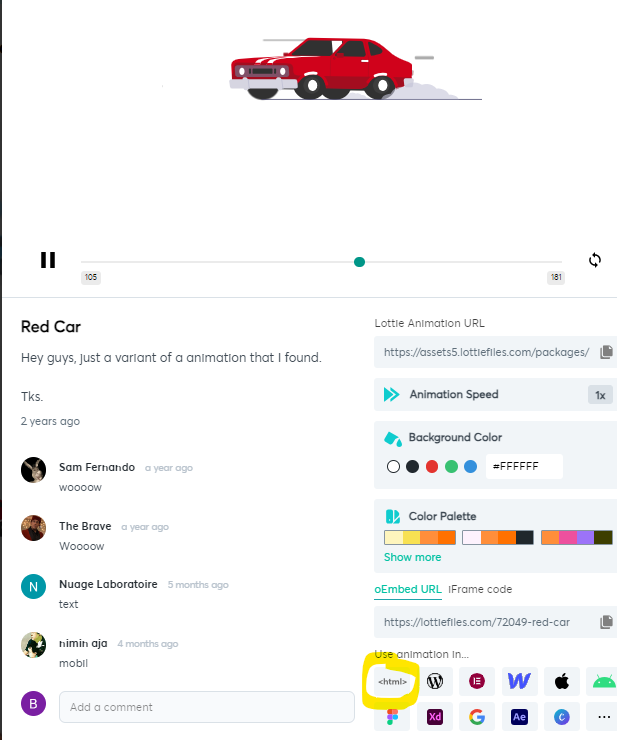 105
181
Red Car
Hey guys, just a variant of a animation that I found.
Tks.
2 years ago
Sam Fernando a year ago
woooow
The Brave a year ago
Woooow
N
Nuage Laboratoire 5 months ago
text
nimin aja 4 months ago
mobil
B
Add a comment
Lottie Animation URL
https://assets5.lottiefiles.com/packages/
Animation Speed 1x
Background Color
#FFFFFF
Color Palette
Show more
oEmbed URL iFrame code
https://lottiefiles.com/72049-red-car
Use animation in...
<html>
Xd Ae
...